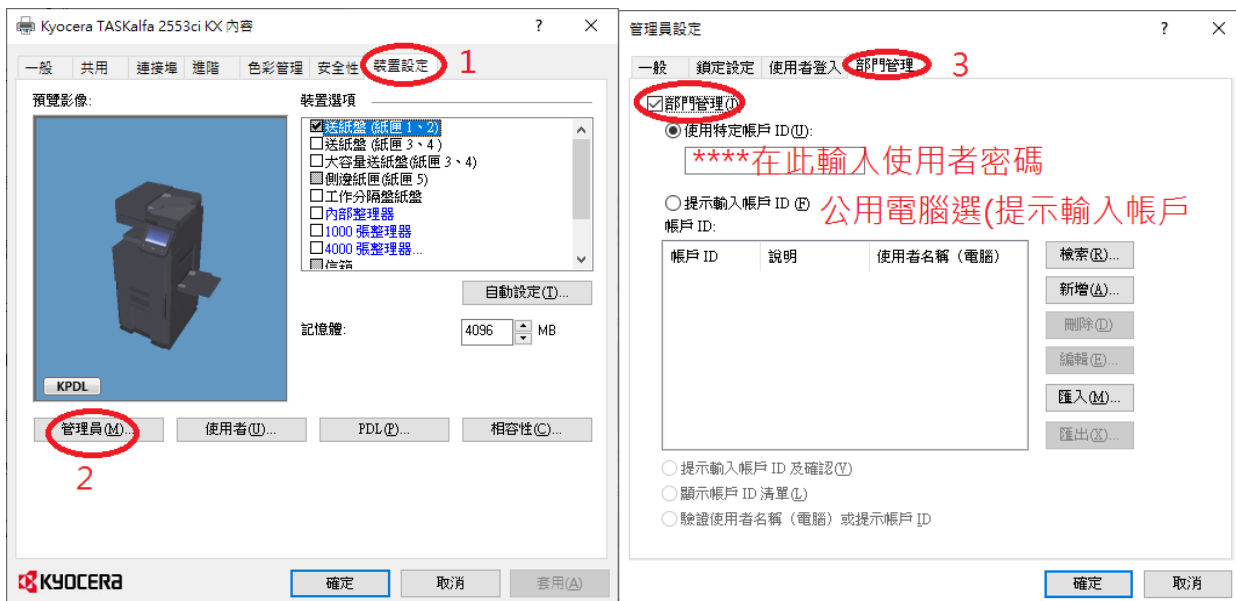 Kyocera TASKalfa 2553ci KX 內容
一般 共用 連接埠 進階 色彩管理 安全性 裝置設定 1
預覽影像:
裝置選項
送紙盤 (紙匣 1、2)
送紙盤 (紙匣 3、4)
大容量送紙盤(紙匣 3、4)
側邊紙匣(紙匣 5)
工作分隔盤紙盤
內部整理器
1000 張整理器
4000 張整理器...
信箱
自動設定(T)...
記憶體: 4096 MB
KPDL
管理員(M)... 使用者(U)... PDL(P)... 相容性(C)...
2
KYOCERA 確定 取消 套用(A)
管理員設定
一般 鎖定設定 使用者登入 部門管理 3
部門管理(J)
使用特定帳戶 ID(U):
****在此輸入使用者密碼
提示輸入帳戶 ID (F) 公用電腦選(提示輸入帳戶
帳戶 ID:
帳戶 ID 說明 使用者名稱（電腦）
檢索(R)...
新增(A)...
刪除(D)
編輯(E)...
匯入(M)...
匯出(X)...
提示輸入帳戶 ID 及確認(V)
顯示帳戶 ID 清單(L)
驗證使用者名稱（電腦）或提示帳戶 ID
確定 取消